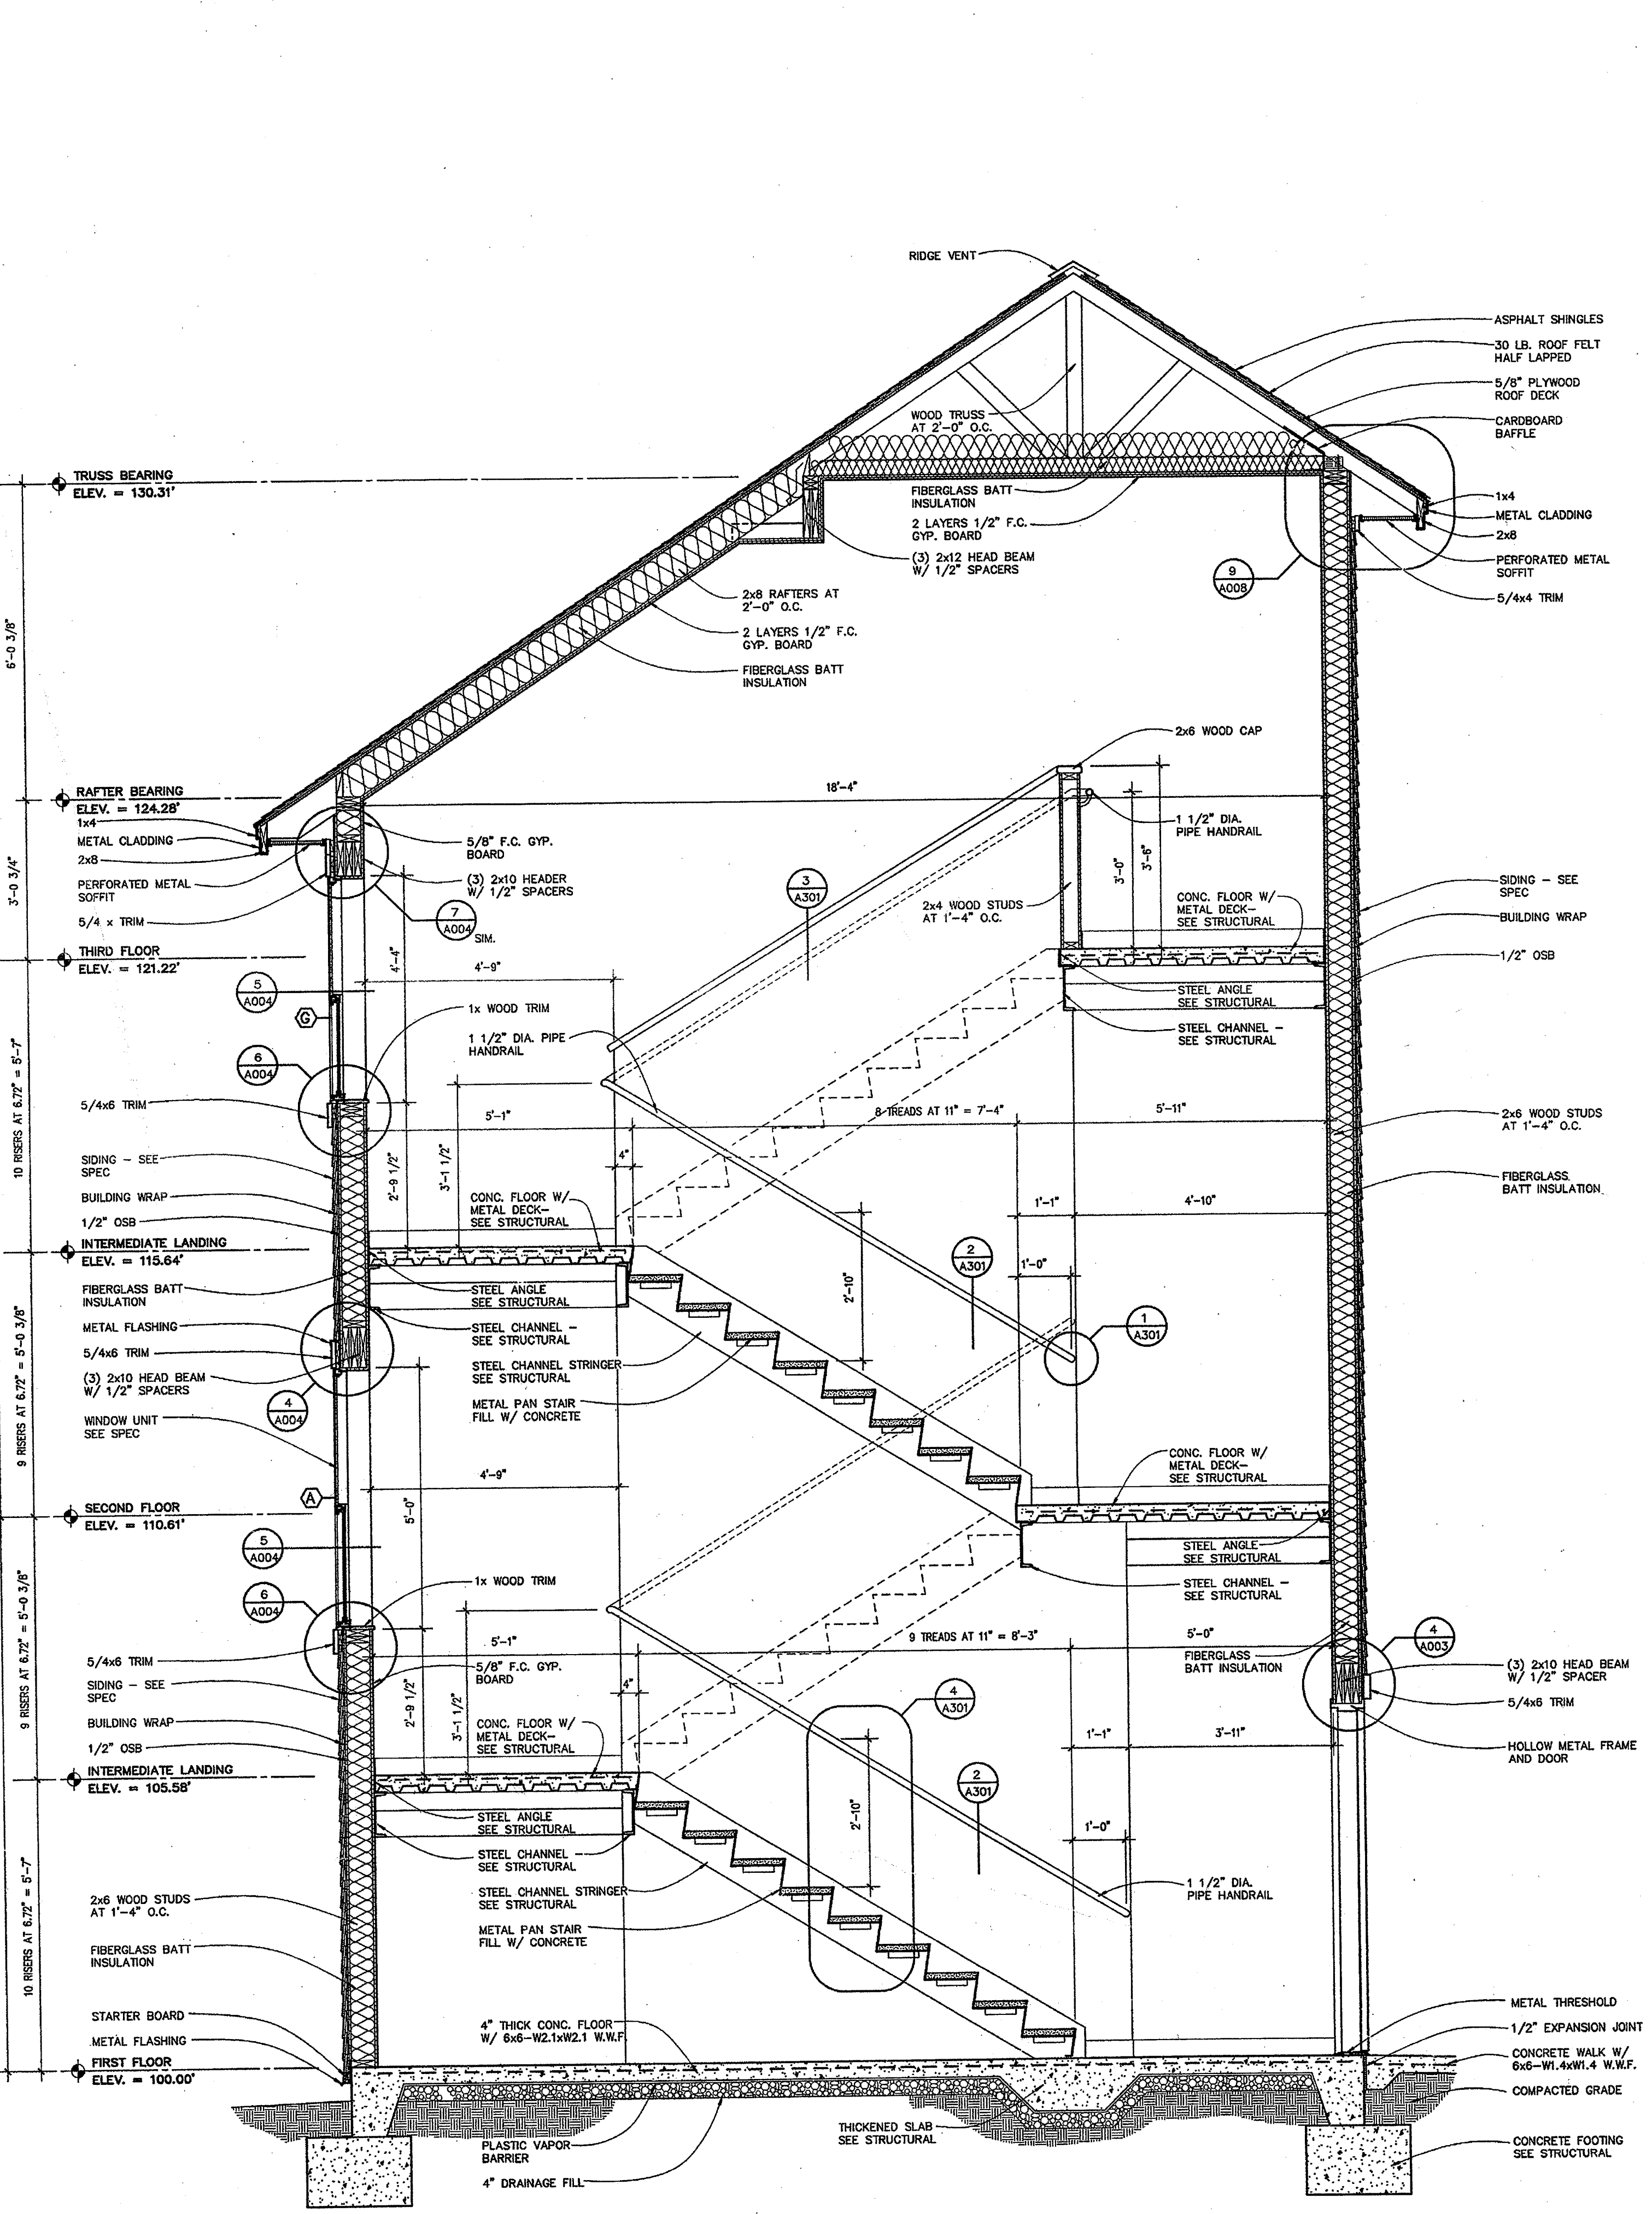 RIDGE VENT
ASPHALT SHINGLES
30 LB. ROOF FELT
HALF LAPPED
5/8" PLYWOOD
ROOF DECK
CARDBOARD
BAFFLE
WOOD TRUSS
AT 2'-0" O.C.
TRUSS BEARING
ELEV. = 130.31'
FIBERGLASS BATT
INSULATION
2 LAYERS 1/2" F.C.
GYP. BOARD
(3) 2x12 HEAD BEAM
W/ 1/2" SPACERS
1x4
METAL CLADDING
2x8
PERFORATED METAL
SOFFIT
5/4x4 TRIM
9
A008
2x8 RAFTERS AT
2'-0" O.C.
2 LAYERS 1/2" F.C.
GYP. BOARD
FIBERGLASS BATT
INSULATION
6'-0 3/8"
2x6 WOOD CAP
RAFTER BEARING
ELEV. = 124.28'
18'-4"
1x4
METAL CLADDING
2x8
PERFORATED METAL
SOFFIT
5/4 x TRIM
5/8" F.C. GYP.
BOARD
(3) 2x10 HEADER
W/ 1/2" SPACERS
7
A004
SIM.
1 1/2" DIA.
PIPE HANDRAIL
3'-0"
3'-6"
3
A301
2x4 WOOD STUDS
AT 1'-4" O.C.
CONC. FLOOR W/
METAL DECK-
SEE STRUCTURAL
SIDING - SEE
SPEC
BUILDING WRAP
1/2" OSB
3'-0 3/4"
THIRD FLOOR
ELEV. = 121.22'
4'-4"
4'-9"
5
A004
G
1x WOOD TRIM
1 1/2" DIA. PIPE
HANDRAIL
STEEL ANGLE
SEE STRUCTURAL
STEEL CHANNEL -
SEE STRUCTURAL
6
A004
5/4x6 TRIM
10 RISERS AT 6.72" = 5'-7"
5'-1"
8 TREADS AT 11" = 7'-4"
5'-11"
2x6 WOOD STUDS
AT 1'-4" O.C.
SIDING - SEE
SPEC
BUILDING WRAP
1/2" OSB
2'-9 1/2"
3'-1 1/2"
4"
CONC. FLOOR W/
METAL DECK-
SEE STRUCTURAL
1'-1"
4'-10"
FIBERGLASS
BATT INSULATION
INTERMEDIATE LANDING
ELEV. = 115.64'
2
A301
1'-0"
2'-10"
FIBERGLASS BATT
INSULATION
METAL FLASHING
5/4x6 TRIM
(3) 2x10 HEAD BEAM
W/ 1/2" SPACERS
4
A004
STEEL ANGLE
SEE STRUCTURAL
STEEL CHANNEL -
SEE STRUCTURAL
STEEL CHANNEL STRINGER
SEE STRUCTURAL
METAL PAN STAIR
FILL W/ CONCRETE
1
A301
9 RISERS AT 6.72" = 5'-0 3/8"
WINDOW UNIT
SEE SPEC
4'-9"
CONC. FLOOR W/
METAL DECK-
SEE STRUCTURAL
A
SECOND FLOOR
ELEV. = 110.61'
5'-0"
5
A004
6
A004
1x WOOD TRIM
STEEL ANGLE
SEE STRUCTURAL
STEEL CHANNEL -
SEE STRUCTURAL
9 RISERS AT 6.72" = 5'-0 3/8"
5'-1"
9 TREADS AT 11" = 8'-3"
5'-0"
4
A003
5/4x6 TRIM
SIDING - SEE
SPEC
BUILDING WRAP
1/2" OSB
5/8" F.C. GYP.
BOARD
2'-9 1/2"
3'-1 1/2"
4"
FIBERGLASS
BATT INSULATION
(3) 2x10 HEAD BEAM
W/ 1/2" SPACER
5/4x6 TRIM
4
A301
CONC. FLOOR W/
METAL DECK-
SEE STRUCTURAL
1'-1"
3'-11"
HOLLOW METAL FRAME
AND DOOR
INTERMEDIATE LANDING
ELEV. = 105.58'
2
A301
2'-10"
1'-0"
STEEL ANGLE
SEE STRUCTURAL
STEEL CHANNEL -
SEE STRUCTURAL
STEEL CHANNEL STRINGER
SEE STRUCTURAL
METAL PAN STAIR
FILL W/ CONCRETE
1 1/2" DIA.
PIPE HANDRAIL
10 RISERS AT 6.72" = 5'-7"
2x6 WOOD STUDS
AT 1'-4" O.C.
FIBERGLASS BATT
INSULATION
STARTER BOARD
METAL FLASHING
FIRST FLOOR
ELEV. = 100.00'
4" THICK CONC. FLOOR
W/ 6x6-W2.1xW2.1 W.W.F.
METAL THRESHOLD
1/2" EXPANSION JOINT
CONCRETE WALK W/
6x6-W1.4xW1.4 W.W.F.
COMPACTED GRADE
THICKENED SLAB
SEE STRUCTURAL
PLASTIC VAPOR
BARRIER
4" DRAINAGE FILL
CONCRETE FOOTING
SEE STRUCTURAL